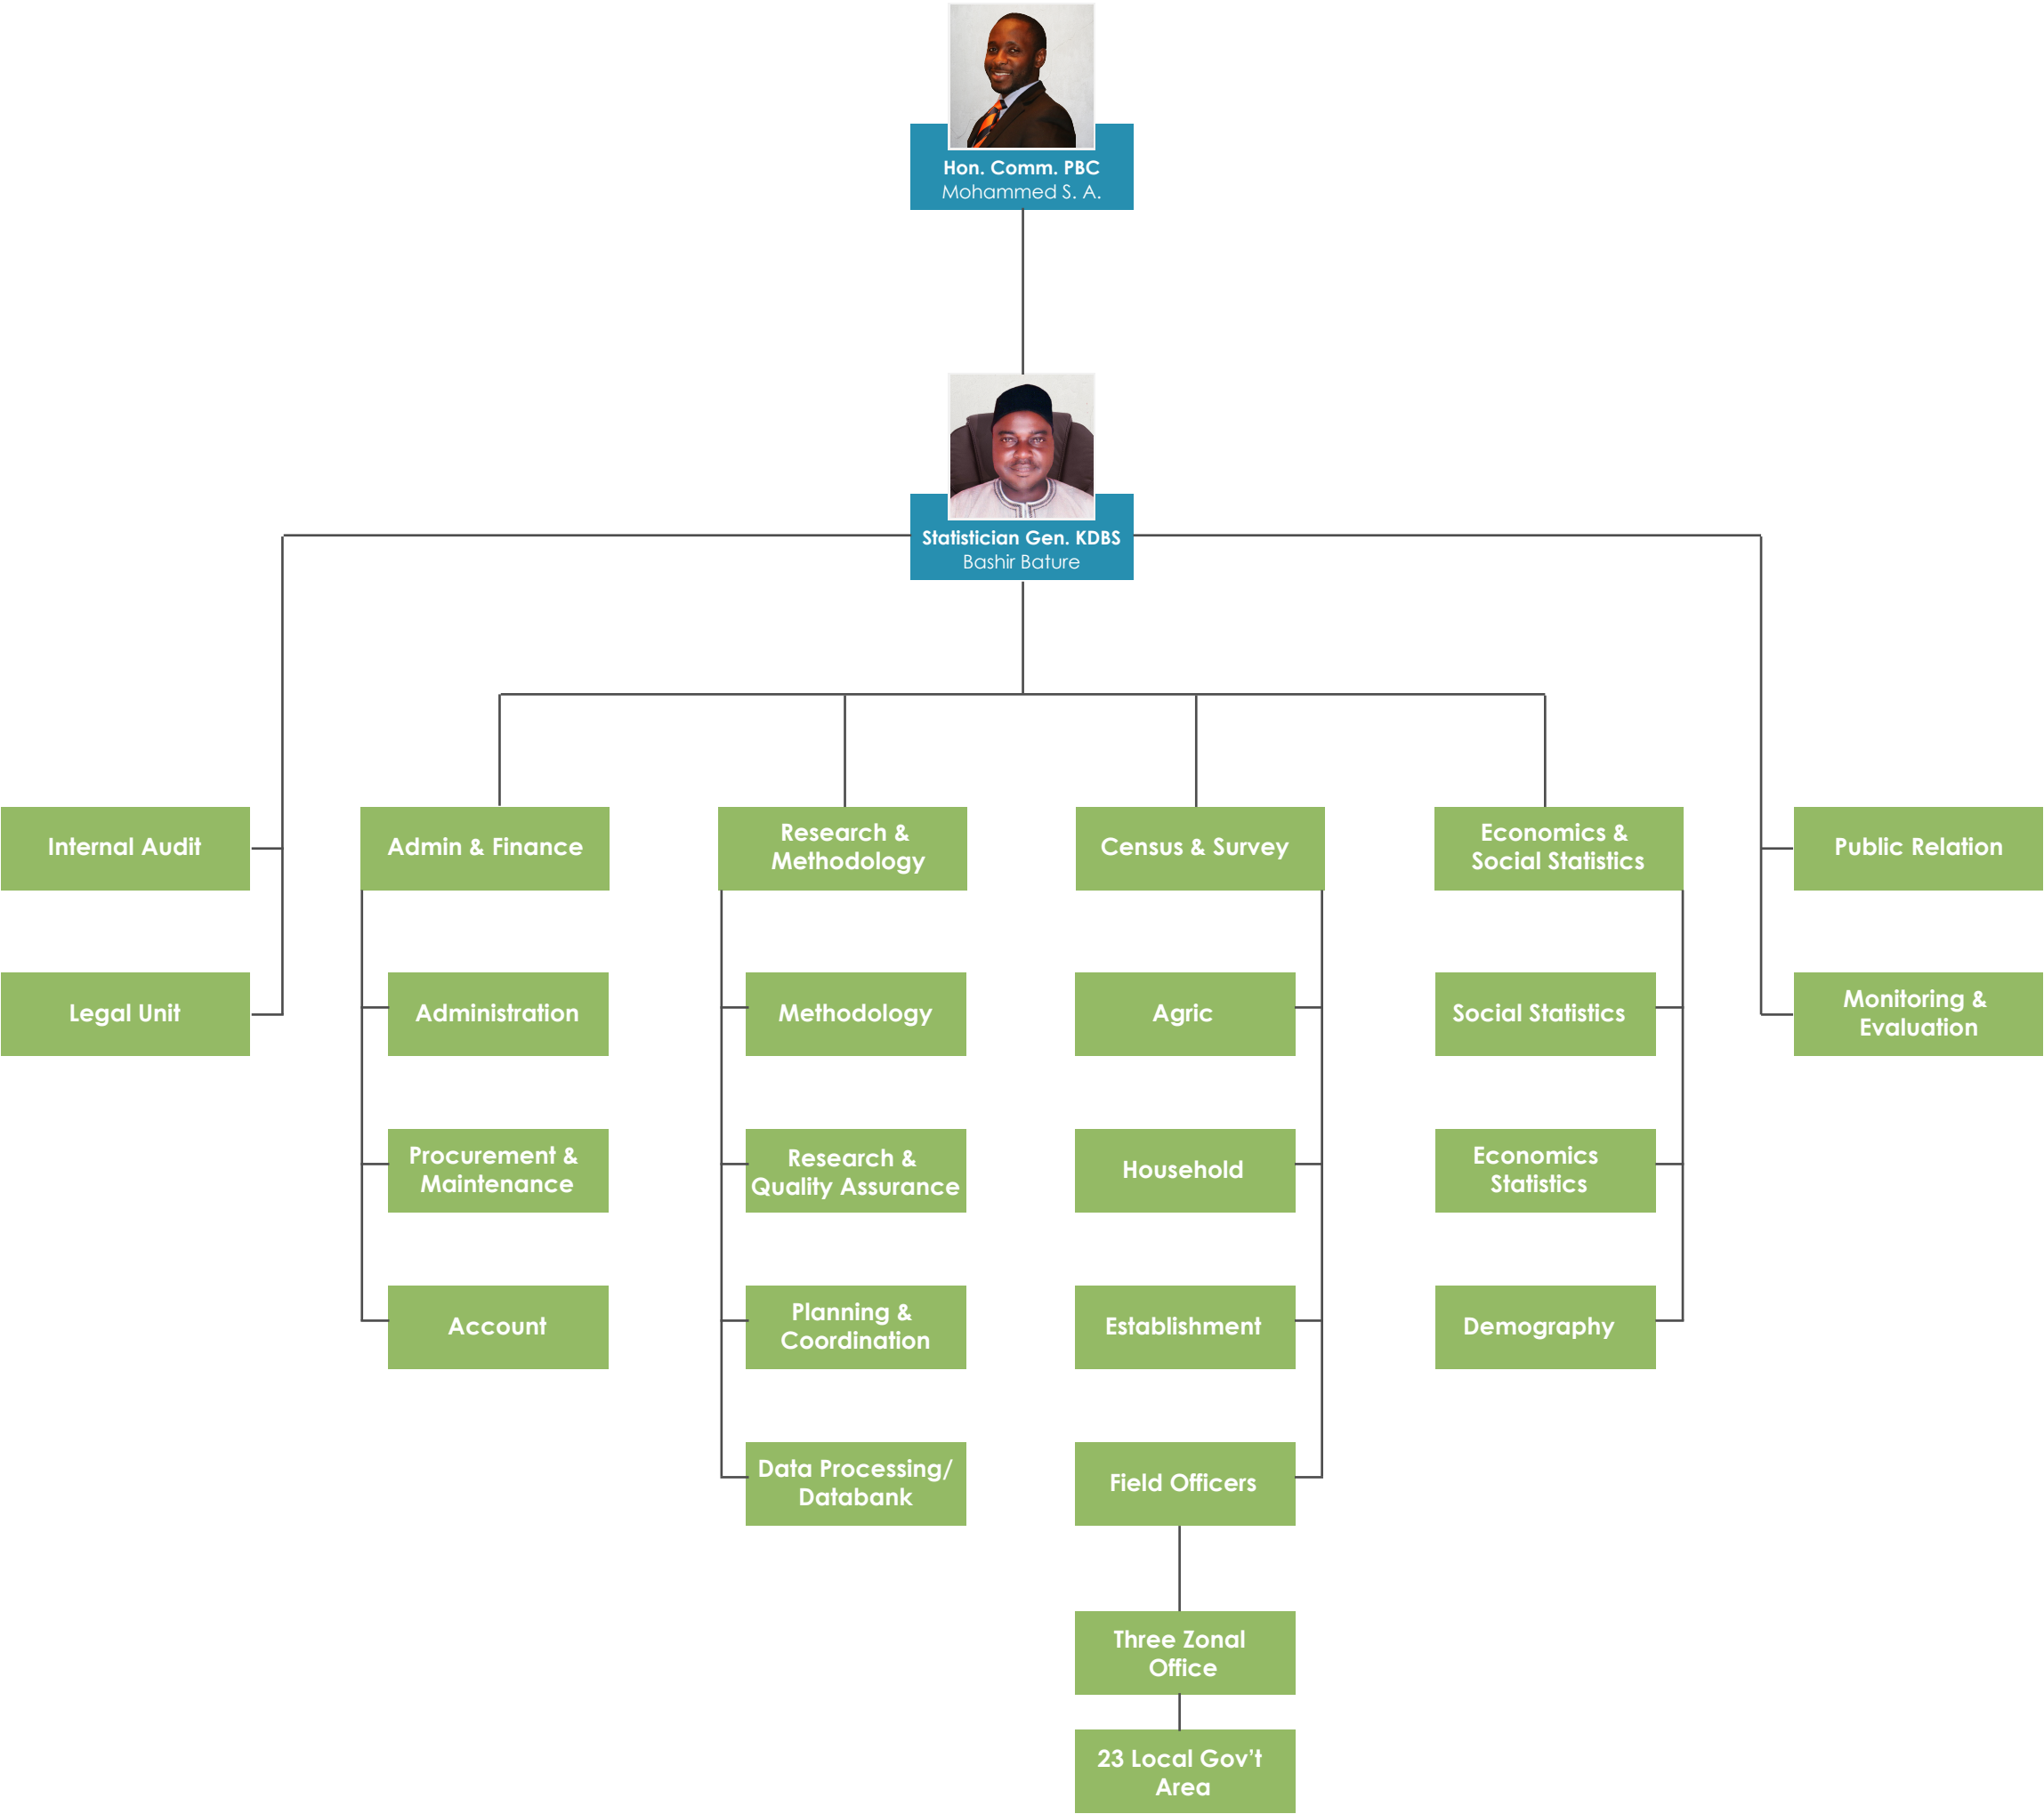 Hon. Comm. PBC
Mohammed S. A.
Statistician Gen. KDBS
Bashir Bature
Internal Audit
Admin & Finance
Research &
Methodology
Census & Survey
Economics &
Social Statistics
Public Relation
Legal Unit
Administration
Methodology
Agric
Social Statistics
Monitoring &
Evaluation
Procurement &
Maintenance
Research &
Quality Assurance
Household
Economics
Statistics
Account
Planning &
Coordination
Establishment
Demography
Data Processing/
Databank
Field Officers
Three Zonal
Office
23 Local Gov’t
Area